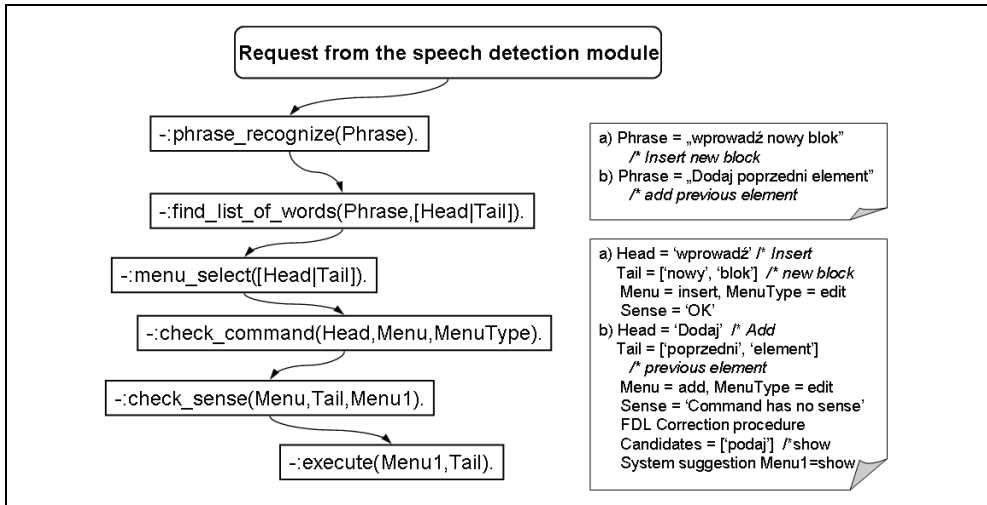 Request from the speech detection module
-:phrase_recognize(Phrase).
-:find_list_of_words(Phrase,[Head|Tail]).
-:menu_select([Head|Tail]).
-:check_command(Head,Menu,MenuType).
-:check_sense(Menu,Tail,Menu1).
-:execute(Menu1,Tail).
a) Phrase = „wprowadź nowy blok”
/* Insert new block
b) Phrase = „Dodaj poprzedni element”
/* add previous element
a) Head = ‘wprowadź’ /* Insert
Tail = [‘nowy’, ‘blok’] /* new block
Menu = insert, MenuType = edit
Sense = ‘OK’
b) Head = ‘Dodaj’ /* Add
Tail = [‘poprzedni’, ‘element’]
/* previous element
Menu = add, MenuType = edit
Sense = ‘Command has no sense’
FDL Correction procedure
Candidates = [‘podaj’] /*show
System suggestion Menu1=show